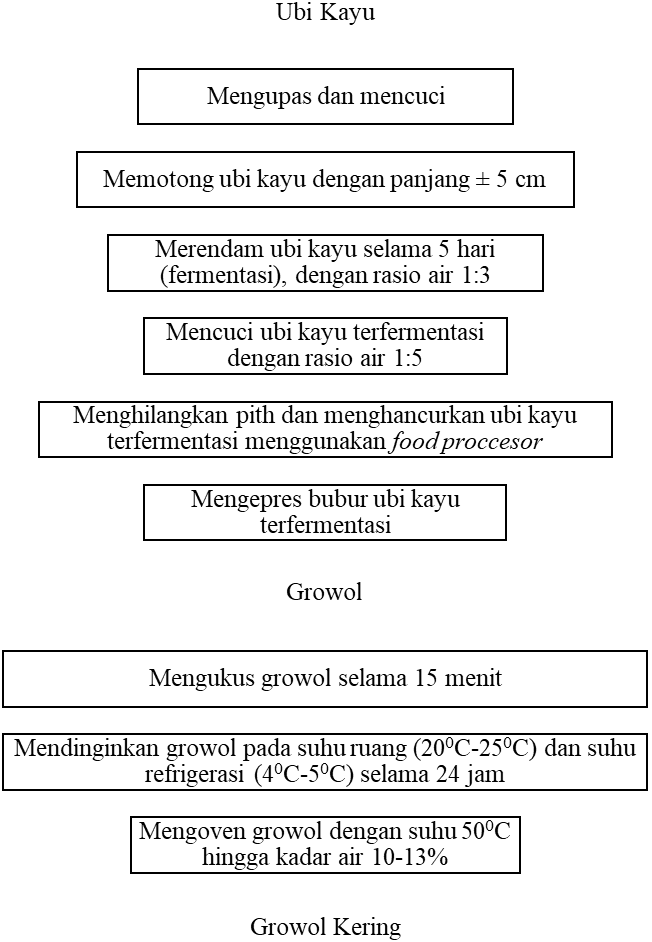 Ubi Kayu
Mengupas dan mencuci
Memotong ubi kayu dengan panjang ± 5 cm
Merendam ubi kayu selama 5 hari
(fermentasi), dengan rasio air 1:3
Mencuci ubi kayu terfermentasi
dengan rasio air 1:5
Menghilangkan pith dan menghancurkan ubi kayu
terfermentasi menggunakan food proccesor
Mengepres bubur ubi kayu
terfermentasi
Growol
Mengukus growol selama 15 menit
Mendinginkan growol pada suhu ruang (20⁰C-25⁰C) dan suhu
refrigerasi (4⁰C-5⁰C) selama 24 jam
Mengoven growol dengan suhu 50⁰C
hingga kadar air 10-13%
Growol Kering